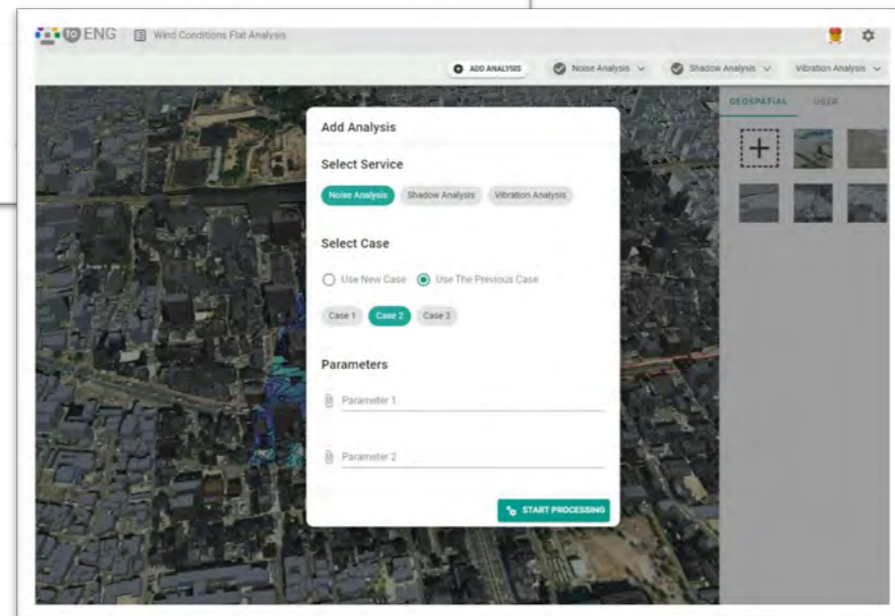 to ENG Wind Conditions Flat Analysis
ADD ANALYSIS Noise Analysis Shadow Analysis Vibration Analysis
GEOSPATIAL USER
Add Analysis
Select Service
Noise Analysis Shadow Analysis Vibration Analysis
Select Case
Use New Case Use The Previous Case
Case 1 Case 2 Case 3
Parameters
Parameter 1
Parameter 2
START PROCESSING